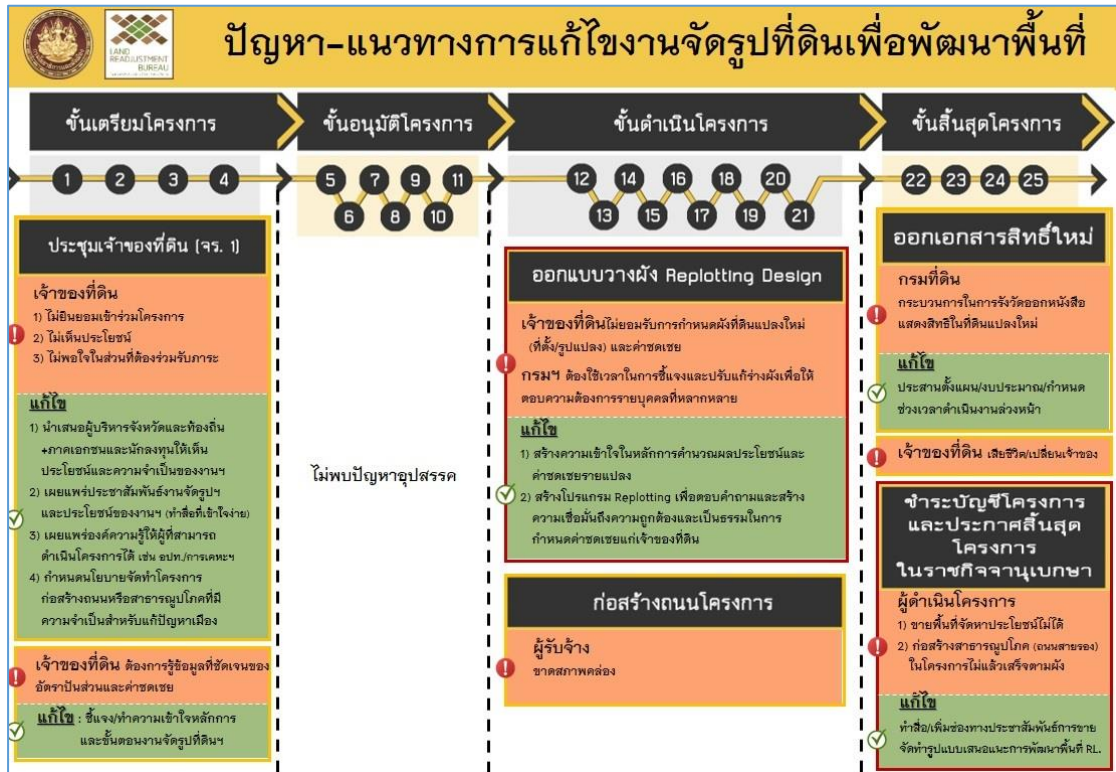 LAND
READJUSTMENT
BUREAU
ปัญหา-แนวทางการแก้ไขงานจัดรูปที่ดินเพื่อพัฒนาพื้นที่
ขั้นเตรียมโครงการ
ขั้นอนุมัติโครงการ
ขั้นดำเนินโครงการ
ขั้นสิ้นสุดโครงการ
1 2 3 4
5 7 9 11
6 8 10
12 14 16 18 20
13 15 17 19 21
22 23 24 25
ประชุมเจ้าของที่ดิน (จร. 1)
เจ้าของที่ดิน
1) ไม่ยินยอมเข้าร่วมโครงการ
2) ไม่เห็นประโยชน์
3) ไม่พอใจในส่วนที่ต้องร่วมรับภาระ
แก้ไข
1) นำเสนอผู้บริหารจังหวัดและท้องถิ่น
+ภาคเอกชนและนักลงทุนให้เห็น
ประโยชน์และความจำเป็นของงานฯ
2) เผยแพร่ประชาสัมพันธ์งานจัดรูปฯ
และประโยชน์ของงานฯ (ทำสื่อที่เข้าใจง่าย)
3) เผยแพร่องค์ความรู้ให้ผู้ที่สามารถ
ดำเนินโครงการได้ เช่น อปท./การเคหะฯ
4) กำหนดนโยบายจัดทำโครงการ
ก่อสร้างถนนหรือสาธารณูปโภคที่มี
ความจำเป็นสำหรับแก้ปัญหาเมือง
เจ้าของที่ดิน ต้องการรู้ข้อมูลที่ชัดเจนของ
อัตราปันส่วนและค่าชดเชย
แก้ไข : ชี้แจง/ทำความเข้าใจหลักการ
และขั้นตอนงานจัดรูปที่ดินฯ
ไม่พบปัญหาอุปสรรค
ออกแบบวางผัง Replotting Design
เจ้าของที่ดินไม่ยอมรับการกำหนดผังที่ดินแปลงใหม่
(ที่ตั้ง/รูปแปลง) และค่าชดเชย
กรมฯ ต้องใช้เวลาในการชี้แจงและปรับแก้ร่างผังเพื่อให้
ตอบความต้องการรายบุคคลที่หลากหลาย
แก้ไข
1) สร้างความเข้าใจในหลักการคำนวณผลประโยชน์และ
ค่าชดเชยรายแปลง
2) สร้างโปรแกรม Replotting เพื่อตอบคำถามและสร้าง
ความเชื่อมั่นถึงความถูกต้องและเป็นธรรมในการ
กำหนดค่าชดเชยแก่เจ้าของที่ดิน
ก่อสร้างถนนโครงการ
ผู้รับจ้าง
ขาดสภาพคล่อง
ออกเอกสารสิทธิ์ใหม่
กรมที่ดิน
กระบวนการในการรังวัดออกหนังสือ
แสดงสิทธิในที่ดินแปลงใหม่
แก้ไข
ประสานตั้งแผน/งบประมาณ/กำหนด
ช่วงเวลาดำเนินงานล่วงหน้า
เจ้าของที่ดิน เสียชีวิต/เปลี่ยนเจ้าของ
ชำระบัญชีโครงการ
และประกาศสิ้นสุด
โครงการ
ในราชกิจจานุเบกษา
ผู้ดำเนินโครงการ
1) ขายพื้นที่จัดหาประโยชน์ไม่ได้
2) ก่อสร้างสาธารณูปโภค (ถนนสายรอง)
ในโครงการไม่แล้วเสร็จตามผัง
แก้ไข
ทำสื่อ/เพิ่มช่องทางประชาสัมพันธ์การขาย
จัดทำรูปแบบเสนอแนะการพัฒนาพื้นที่ RL.